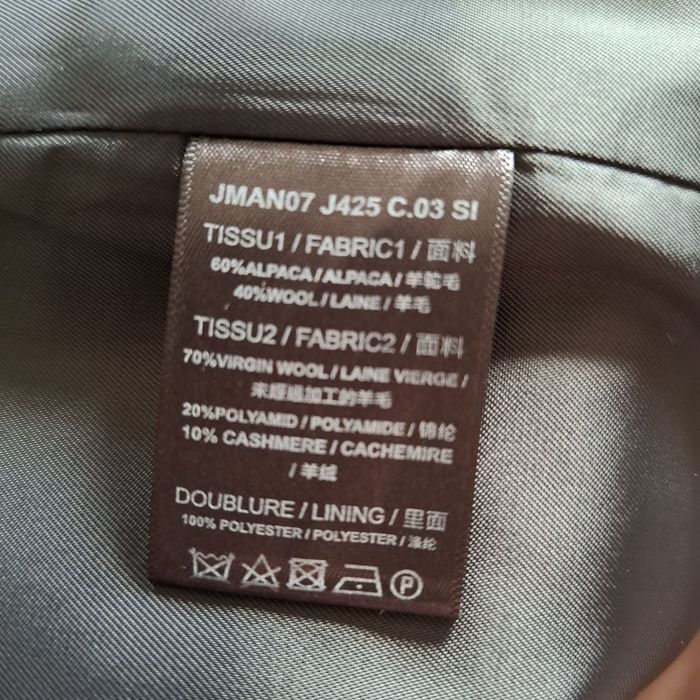 JMAN07 J425 C.03 SI
TISSU1 / FABRIC1 / 面料
60%ALPACA / ALPACA / 羊驼毛
40%WOOL / LAINE / 羊毛
TISSU2 / FABRIC2 / 面料
70%VIRGIN WOOL / LAINE VIERGE /
未經過加工的羊毛
20%POLYAMID / POLYAMIDE / 锦纶
10% CASHMERE / CACHEMIRE
/ 羊绒
DOUBLURE / LINING / 里面
100% POLYESTER / POLYESTER / 涤纶
P